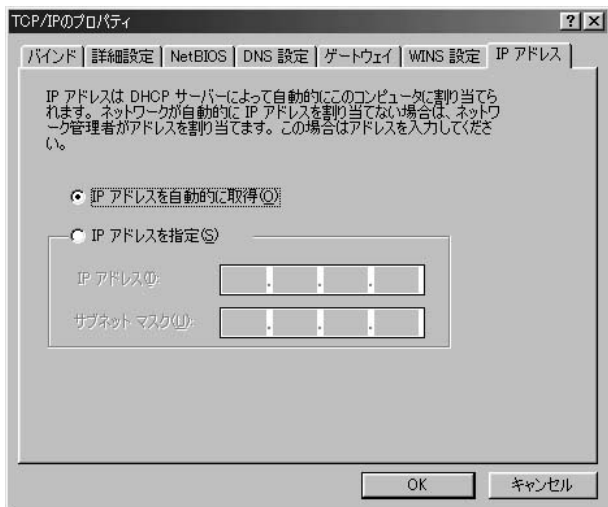 TCP/IPのプロパティ
? ×
バインド 詳細設定 NetBIOS DNS 設定 ゲートウェイ WINS 設定 IP アドレス
IP アドレスは DHCP サーバーによって自動的にこのコンピュータに割り当てら
れます。ネットワークが自動的に IP アドレスを割り当てない場合は、ネットワ
ーク管理者がアドレスを割り当てます。この場合はアドレスを入力してくださ
い。
IP アドレスを自動的に取得(O)
IP アドレスを指定(S)
IP アドレス(I):
. . .
サブネット マスク(U):
. . .
OK キャンセル